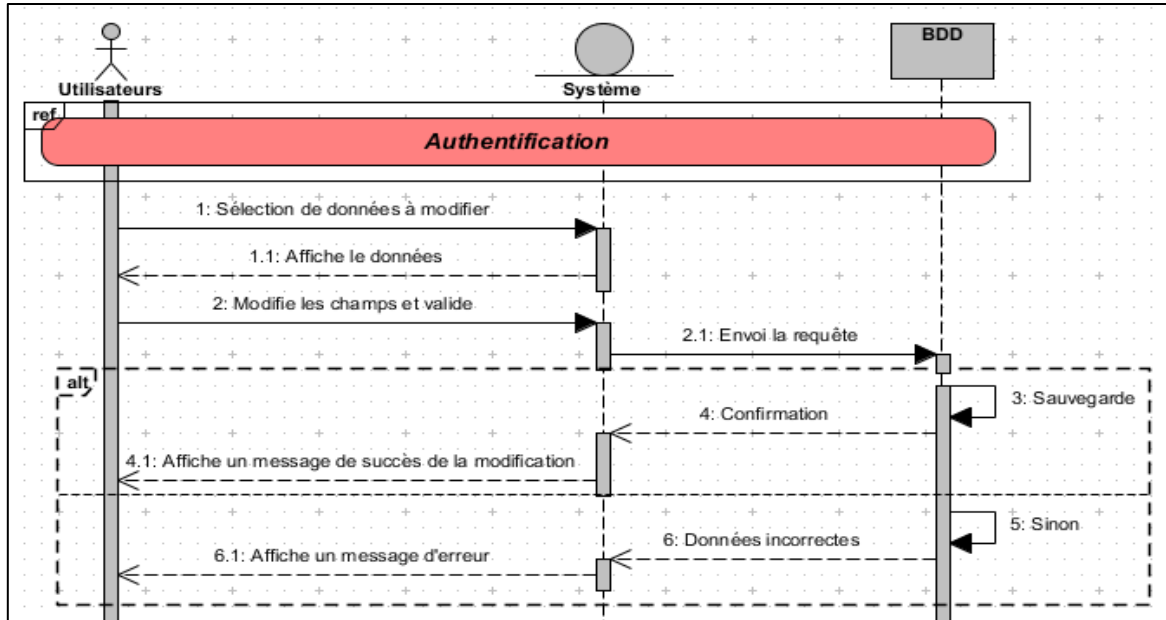 BDD
Utilisateurs
Système
ref
Authentification
1: Sélection de données à modifier
1.1: Affiche le données
2: Modifie les champs et valide
2.1: Envoi la requête
alt
3: Sauvegarde
4: Confirmation
4.1: Affiche un message de succès de la modification
5: Sinon
6: Données incorrectes
6.1: Affiche un message d'erreur